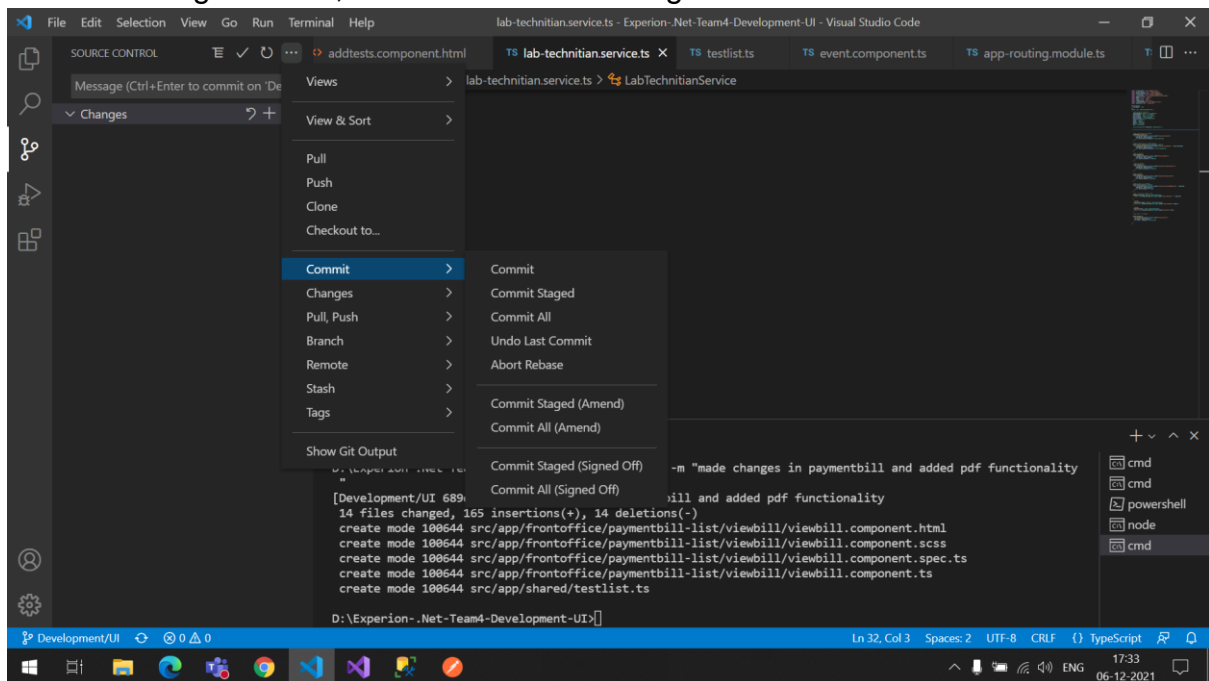 File Edit Selection View Go Run Terminal Help lab-technitian.service.ts - Experion-.Net-Team4-Development-UI - Visual Studio Code
SOURCE CONTROL
addtests.component.html TS lab-technitian.service.ts TS testlist.ts TS event.component.ts TS app-routing.module.ts
Message (Ctrl+Enter to commit on 'De
lab-technitian.service.ts > LabTechnitianService
Changes
Views
View & Sort
Pull
Push
Clone
Checkout to...
Commit
Changes
Pull, Push
Branch
Remote
Stash
Tags
Show Git Output
Commit
Commit Staged
Commit All
Undo Last Commit
Abort Rebase
Commit Staged (Amend)
Commit All (Amend)
Commit Staged (Signed Off)
Commit All (Signed Off)
-m "made changes in paymentbill and added pdf functionality
"
[Development/UI 689 ill and added pdf functionality
14 files changed, 165 insertions(+), 14 deletions(-)
create mode 100644 src/app/frontoffice/paymentbill-list/viewbill/viewbill.component.html
create mode 100644 src/app/frontoffice/paymentbill-list/viewbill/viewbill.component.scss
create mode 100644 src/app/frontoffice/paymentbill-list/viewbill/viewbill.component.spec.ts
create mode 100644 src/app/frontoffice/paymentbill-list/viewbill/viewbill.component.ts
create mode 100644 src/app/shared/testlist.ts
D:\Experion-.Net-Team4-Development-UI>
cmd
cmd
powershell
node
cmd
Development/UI 0 0 Ln 32, Col 3 Spaces: 2 UTF-8 CRLF {} TypeScript
ENG
17:33
06-12-2021